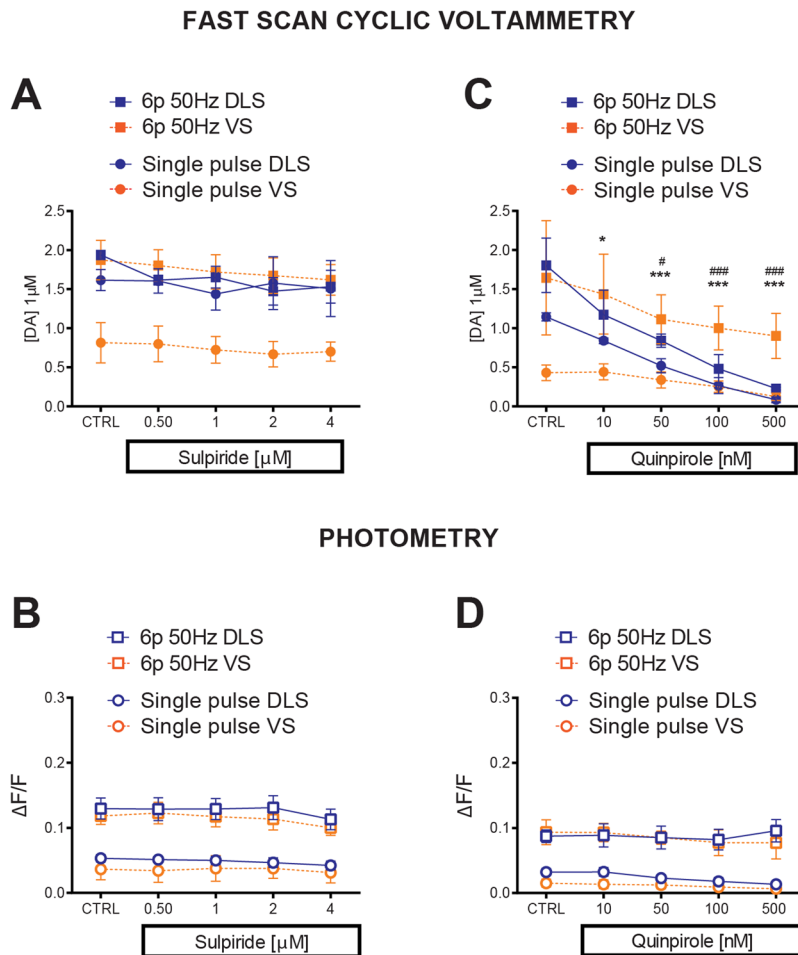 FAST SCAN CYCLIC VOLTAMMETRY
A
6p 50Hz DLS
6p 50Hz VS
Single pulse DLS
Single pulse VS
[DA] 1μM
2.5
2.0
1.5
1.0
0.5
0.0
CTRL 0.50 1 2 4
Sulpiride [μM]
C
6p 50Hz DLS
6p 50Hz VS
Single pulse DLS
Single pulse VS
[DA] 1μM
2.5
2.0
1.5
1.0
0.5
0.0
* # ### ###
*** *** ***
CTRL 10 50 100 500
Quinpirole [nM]
PHOTOMETRY
B
6p 50Hz DLS
6p 50Hz VS
Single pulse DLS
Single pulse VS
ΔF/F
0.3
0.2
0.1
0.0
CTRL 0.50 1 2 4
Sulpiride [μM]
D
6p 50Hz DLS
6p 50Hz VS
Single pulse DLS
Single pulse VS
ΔF/F
0.3
0.2
0.1
0.0
CTRL 10 50 100 500
Quinpirole [nM]